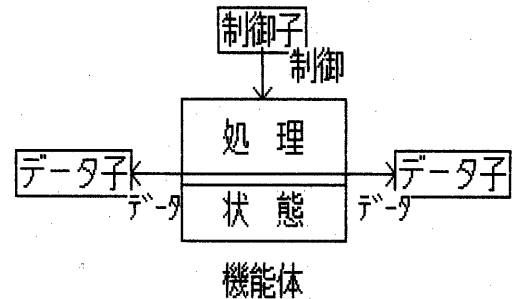 制御子
制御
処 理
データ子
データ子
データ
状 態
データ
機能体